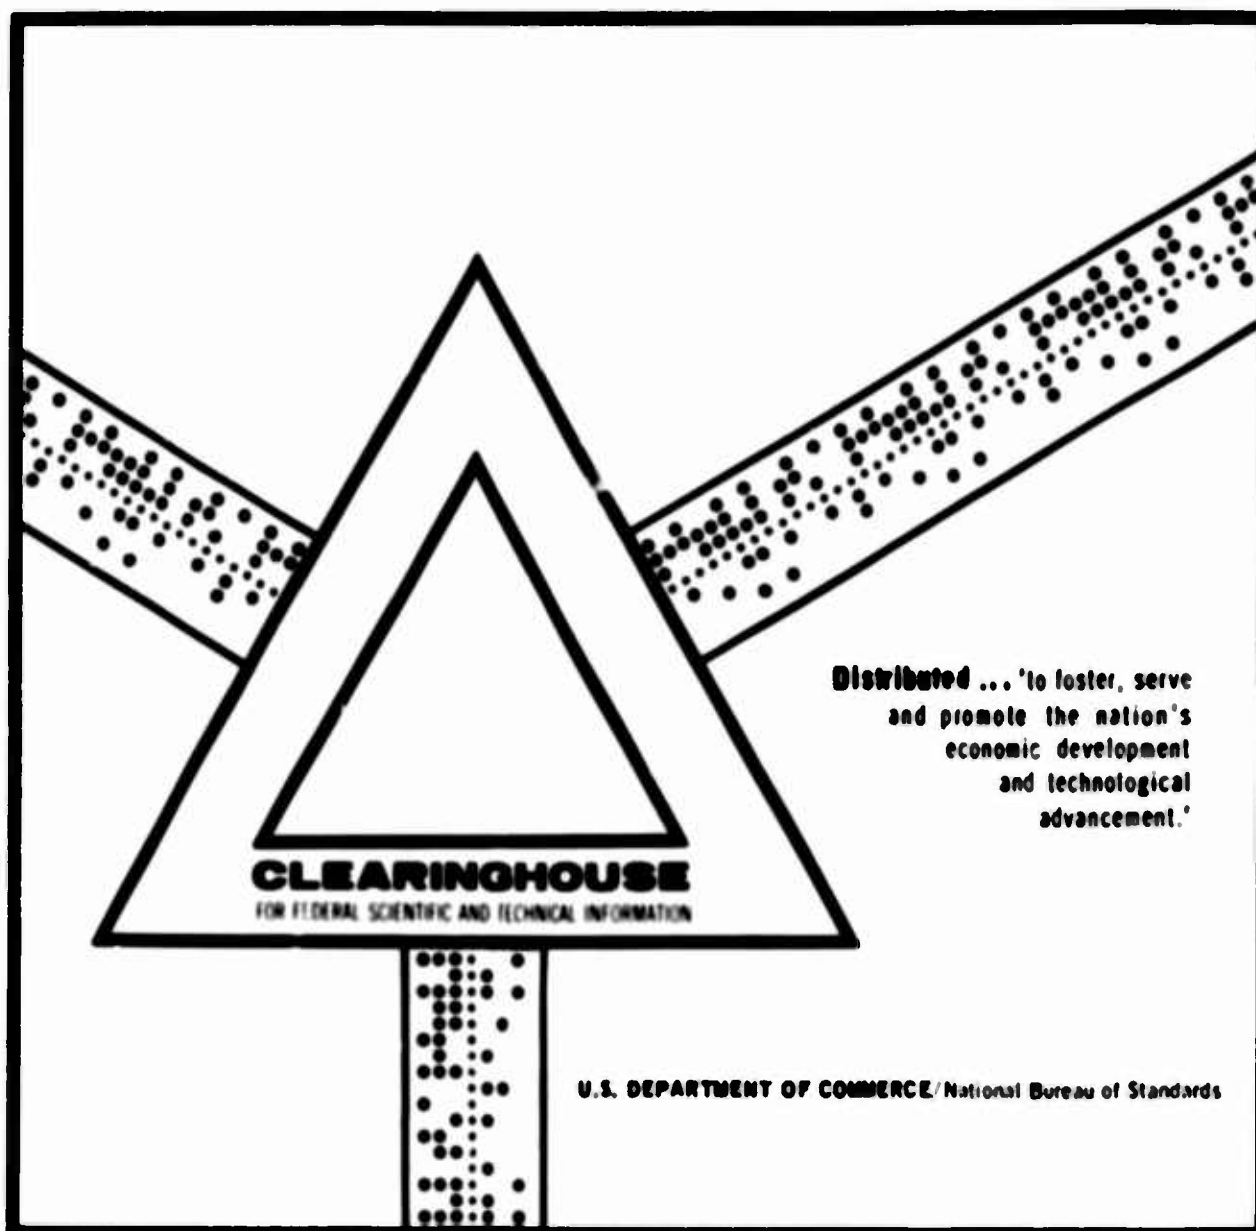 Distributed ... 'to foster, serve
and promote the nation's
economic development
and technological
advancement.'
CLEARINGHOUSE
FOR FEDERAL SCIENTIFIC AND TECHNICAL INFORMATION
U.S. DEPARTMENT OF COMMERCE/National Bureau of Standards